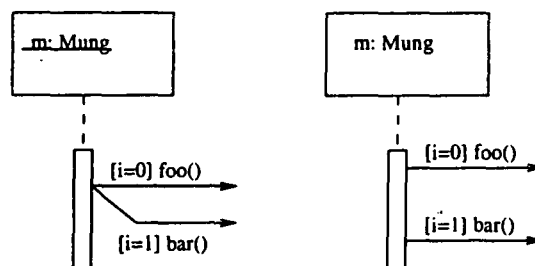 m: Mung
[i=0] foo()
[i=1] bar()
m: Mung
[i=0] foo()
[i=1] bar()